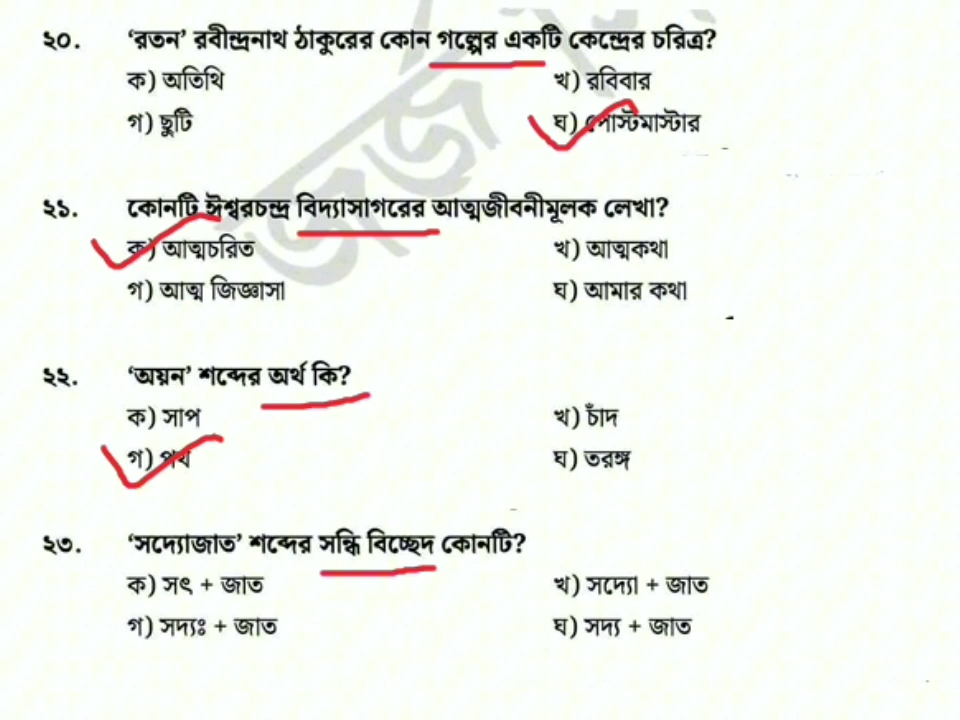 ২০. ‘রতন’ রবীন্দ্রনাথ ঠাকুরের কোন গল্পের একটি কেন্দ্রের চরিত্র?
ক) অতিথি খ) রবিবার
গ) ছুটি ঘ) পোস্টমাস্টার
২১. কোনটি ঈশ্বরচন্দ্র বিদ্যাসাগরের আত্মজীবনীমূলক লেখা?
ক) আত্মচরিত খ) আত্মকথা
গ) আত্ম জিজ্ঞাসা ঘ) আমার কথা
২২. ‘অয়ন’ শব্দের অর্থ কি?
ক) সাপ খ) চাঁদ
গ) পথ ঘ) তরঙ্গ
২৩. ‘সদ্যোজাত’ শব্দের সন্ধি বিচ্ছেদ কোনটি?
ক) সৎ + জাত খ) সদ্যো + জাত
গ) সদ্যঃ + জাত ঘ) সদ্য + জাত